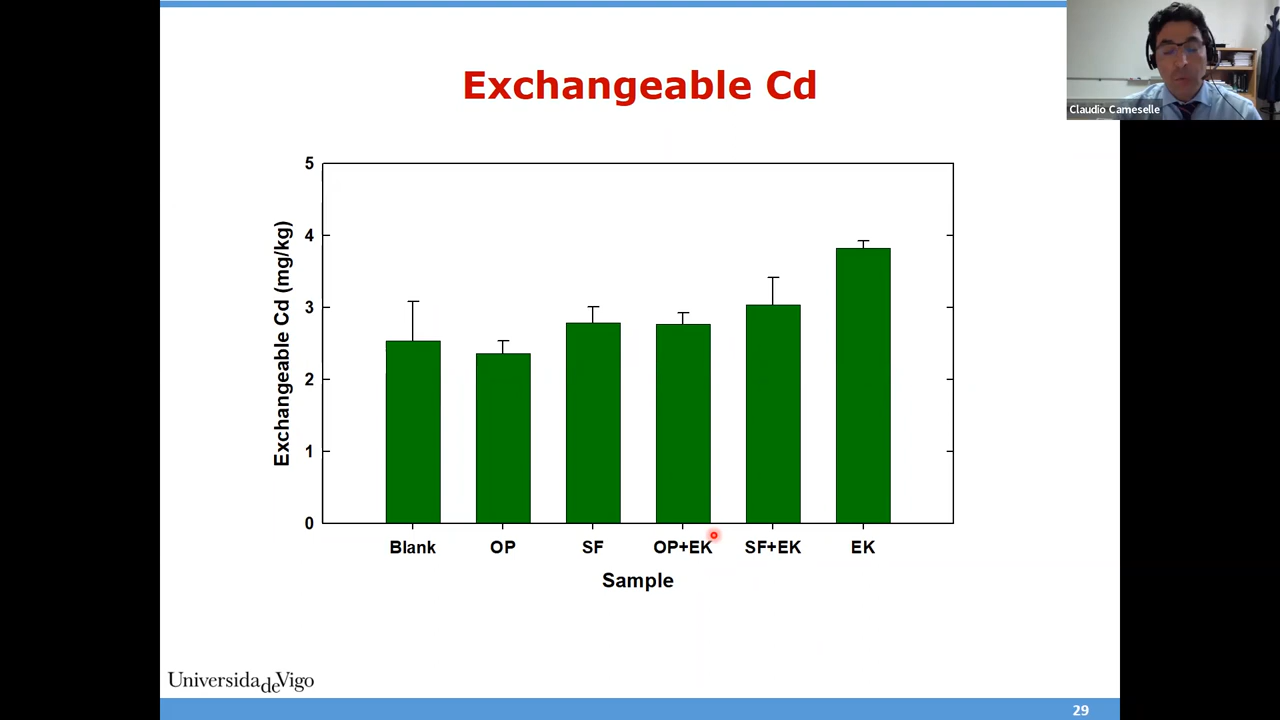 Exchangeable Cd
Claudio Cameselle
5
4
3
2
1
0
Exchangeable Cd (mg/kg)
Blank OP SF OP+EK SF+EK EK
Sample
UniversidadeVigo
29